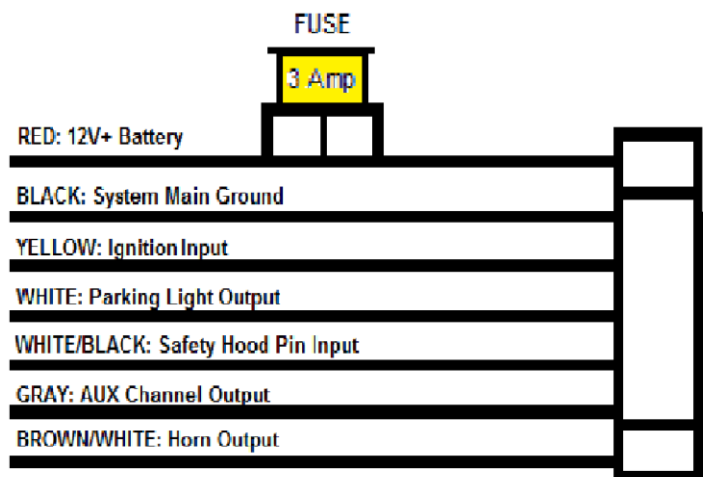 FUSE
3 Amp
RED: 12V+ Battery
BLACK: System Main Ground
YELLOW: Ignition Input
WHITE: Parking Light Output
WHITE/BLACK: Safety Hood Pin Input
GRAY: AUX Channel Output
BROWN/WHITE: Horn Output